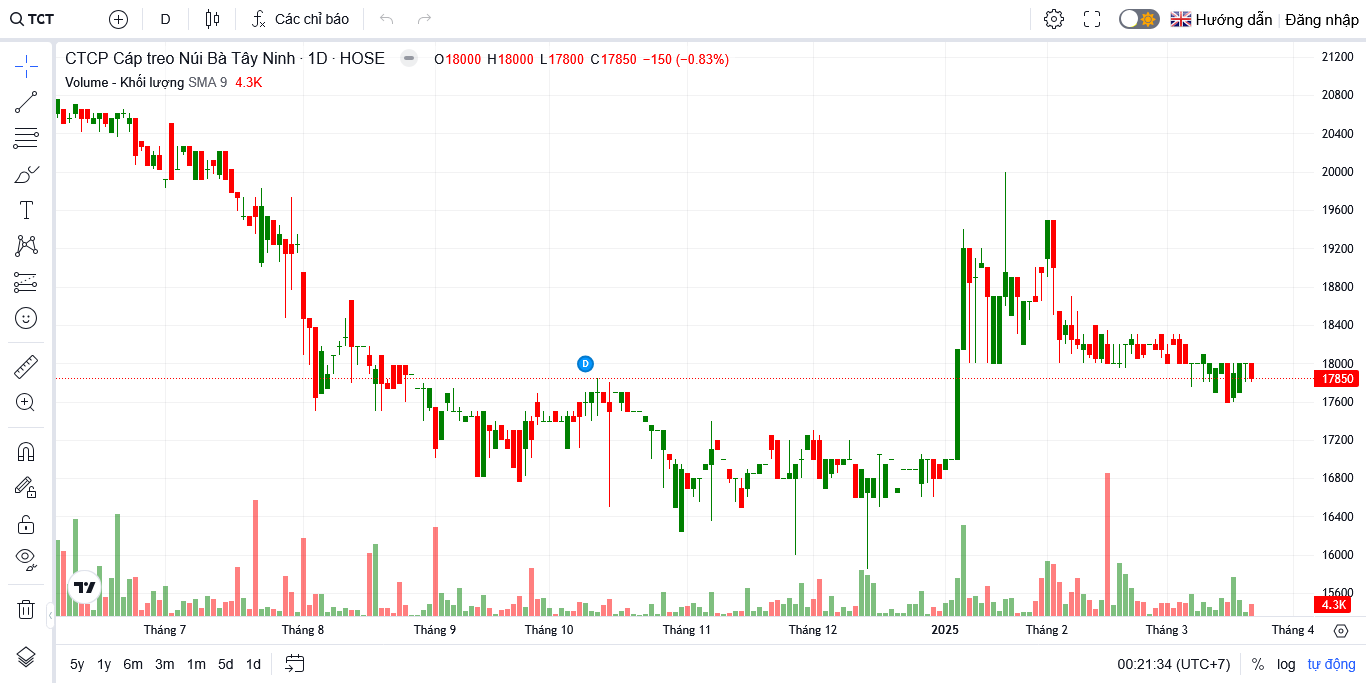 TCT D Các chỉ báo Hướng dẫn Đăng nhập
CTCP Cáp treo Núi Bà Tây Ninh · 1D · HOSE O18000 H18000 L17800 C17850 −150 (−0.83%)
Volume - Khối lượng SMA 9 4.3K
21200
20800
20400
20000
19600
19200
18800
18400
D
18000
17850
17600
17200
16800
16400
16000
15600
4.3K
Tháng 7 Tháng 8 Tháng 9 Tháng 10 Tháng 11 Tháng 12 2025 Tháng 2 Tháng 3 Tháng 4
5y 1y 6m 3m 1m 5d 1d 00:21:34 (UTC+7) % log tự động